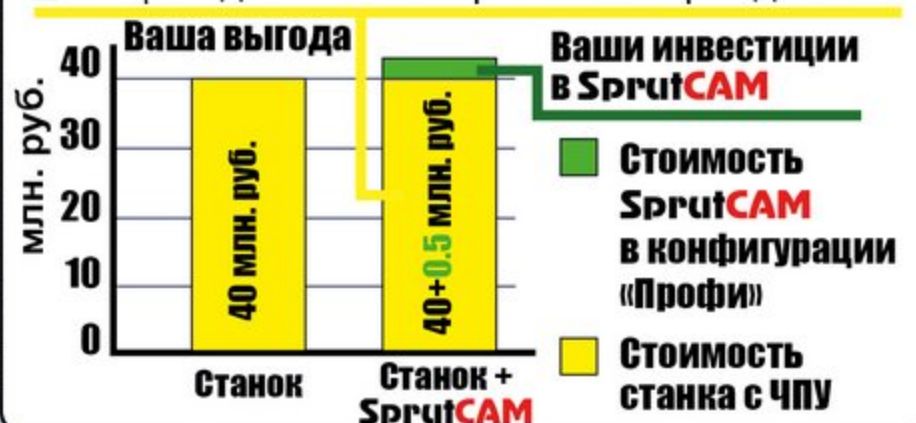 Ваша выгода
Ваши инвестиции
в SprutCAM
млн. руб.
40
30
20
10
0
40 млн. руб.
40+0.5 млн. руб.
Станок
Станок +
SprutCAM
Стоимость
SprutCAM
в конфигурации
«Профи»
Стоимость
станка с ЧПУ